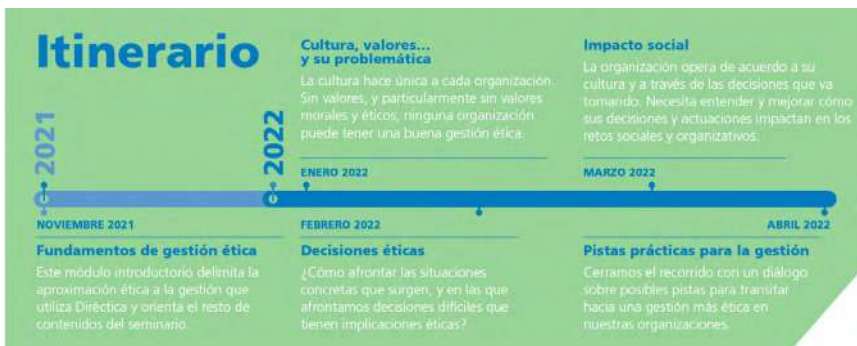 Itinerario
2021
2022
Cultura, valores...
y su problemática
La cultura hace única a cada organización.
Sin valores, y particularmente sin valores
morales y éticos, ninguna organización
puede tener una buena gestión ética.
ENERO 2022
Impacto social
La organización opera de acuerdo a su
cultura y a través de las decisiones que va
tomando. Necesita entender y mejorar cómo
sus decisiones y actuaciones impactan en los
retos sociales y organizativos.
MARZO 2022
NOVIEMBRE 2021
Fundamentos de gestión ética
Este módulo introductorio delimita la
aproximación ética a la gestión que
utiliza Diréctica y orienta el resto de
contenidos del seminario.
FEBRERO 2022
Decisiones éticas
¿Cómo afrontar las situaciones
concretas que surgen, y en las que
afrontamos decisiones difíciles que
tienen implicaciones éticas?
ABRIL 2022
Pistas prácticas para la gestión
Cerramos el recorrido con un diálogo
sobre posibles pistas para transitar
hacia una gestión más ética en
nuestras organizaciones.